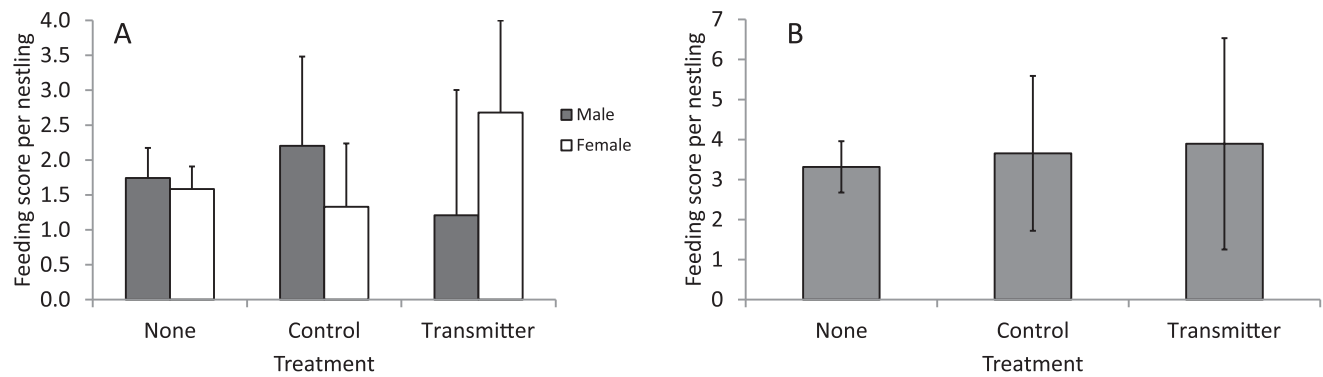 A
Feeding score per nestling
4.0
3.5
3.0
2.5
2.0
1.5
1.0
0.5
0.0
None
Control
Transmitter
Treatment
Male
Female
B
Feeding score per nestling
7
6
5
4
3
2
1
0
None
Control
Transmitter
Treatment